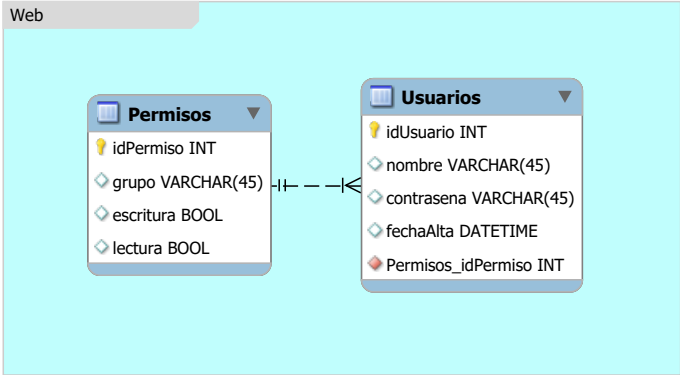 Web
Permisos
idPermiso INT
grupo VARCHAR(45)
escritura BOOL
lectura BOOL
Usuarios
idUsuario INT
nombre VARCHAR(45)
contrasena VARCHAR(45)
fechaAlta DATETIME
Permisos_idPermiso INT